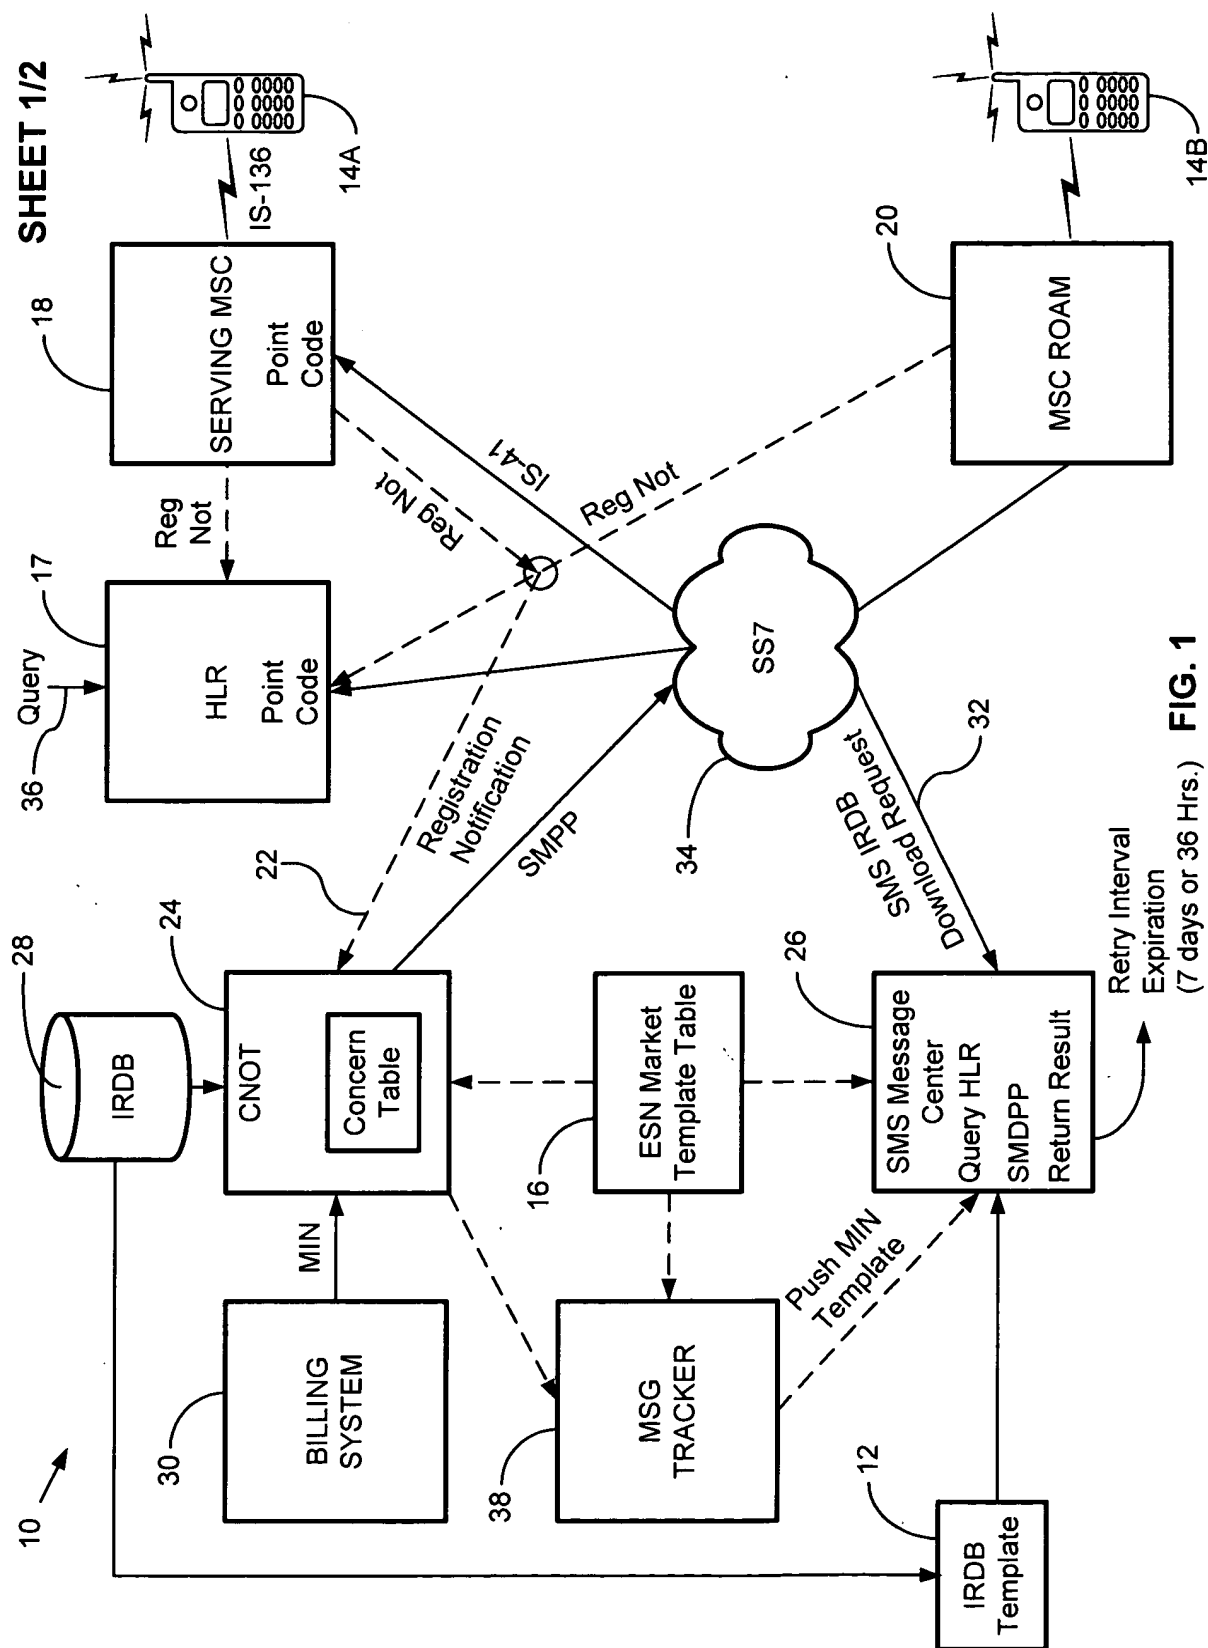 SHEET 1/2
10
28
IRDB
24
CNOT
Concern
Table
30
BILLING
SYSTEM
MIN
22
Registration
Notification
SMPP
36
Query
17
HLR
Point
Code
Reg
Not
18
SERVING MSC
Point
Code
IS-136
14A
Reg Not
IS-41
Reg Not
16
ESN Market
Template Table
38
MSG
TRACKER
Push MIN
Template
34
SS7
SMS IRDB
Download Request
32
20
MSC ROAM
14B
12
IRDB
Template
26
SMS Message
Center
Query HLR
SMDPP
Return Result
Retry Interval
Expiration
(7 days or 36 Hrs.)
FIG. 1